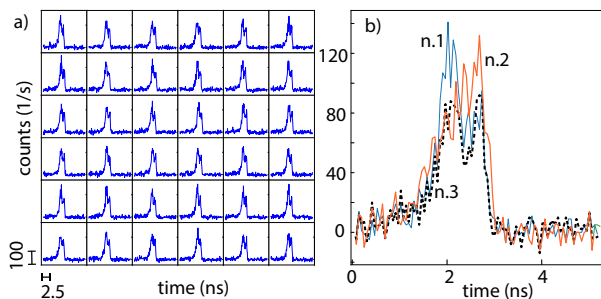 a)
counts (1/s)
100
2.5
time (ns)
b)
120
80
40
0
n.1
n.2
n.3
0
2
4
time (ns)